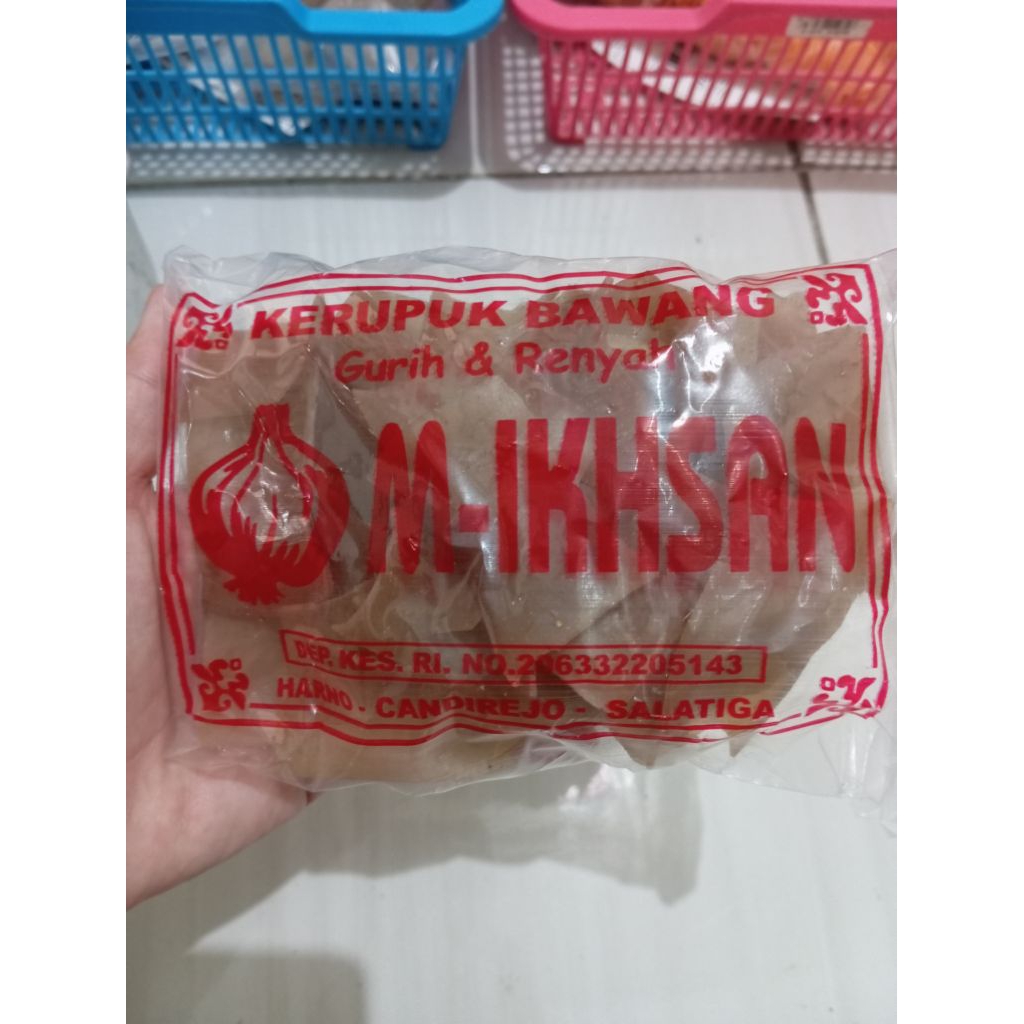 KERUPUK BAWANG
Gurih & Renyah
M-IKHSAN
DEP. KES. RI. NO.206332205143
HARNO - CANDIREJO - SALATIGA